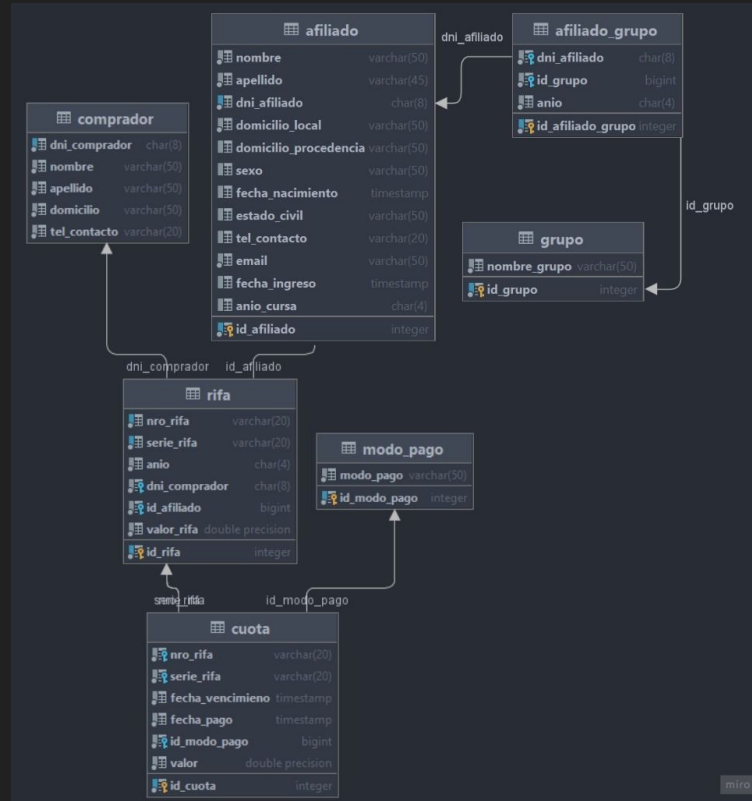 afiliado
nombre varchar(50)
apellido varchar(45)
dni_afiliado char(8)
domicilio_local varchar(50)
domicilio_procedencia varchar(50)
sexo varchar(50)
fecha_nacimiento timestamp
estado_civil varchar(50)
tel_contacto varchar(20)
email varchar(50)
fecha_ingreso timestamp
anio_cursa char(4)
id_afiliado integer
dni_afiliado
afiliado_grupo
dni_afiliado char(8)
id_grupo bigint
anio char(4)
id_afiliado_grupo integer
id_grupo
comprador
dni_comprador char(8)
nombre varchar(50)
apellido varchar(50)
domicilio varchar(50)
tel_contacto varchar(20)
grupo
nombre_grupo varchar(50)
id_grupo integer
dni_comprador id_afiliado
rifa
nro_rifa varchar(20)
serie_rifa varchar(20)
anio char(4)
dni_comprador char(8)
id_afiliado bigint
valor_rifa double precision
id_rifa integer
modo_pago
modo_pago varchar(50)
id_modo_pago integer
id_modo_pago
cuota
nro_rifa varchar(20)
serie_rifa varchar(20)
fecha_vencimieno timestamp
fecha_pago timestamp
id_modo_pago bigint
valor double precision
id_cuota integer
miro